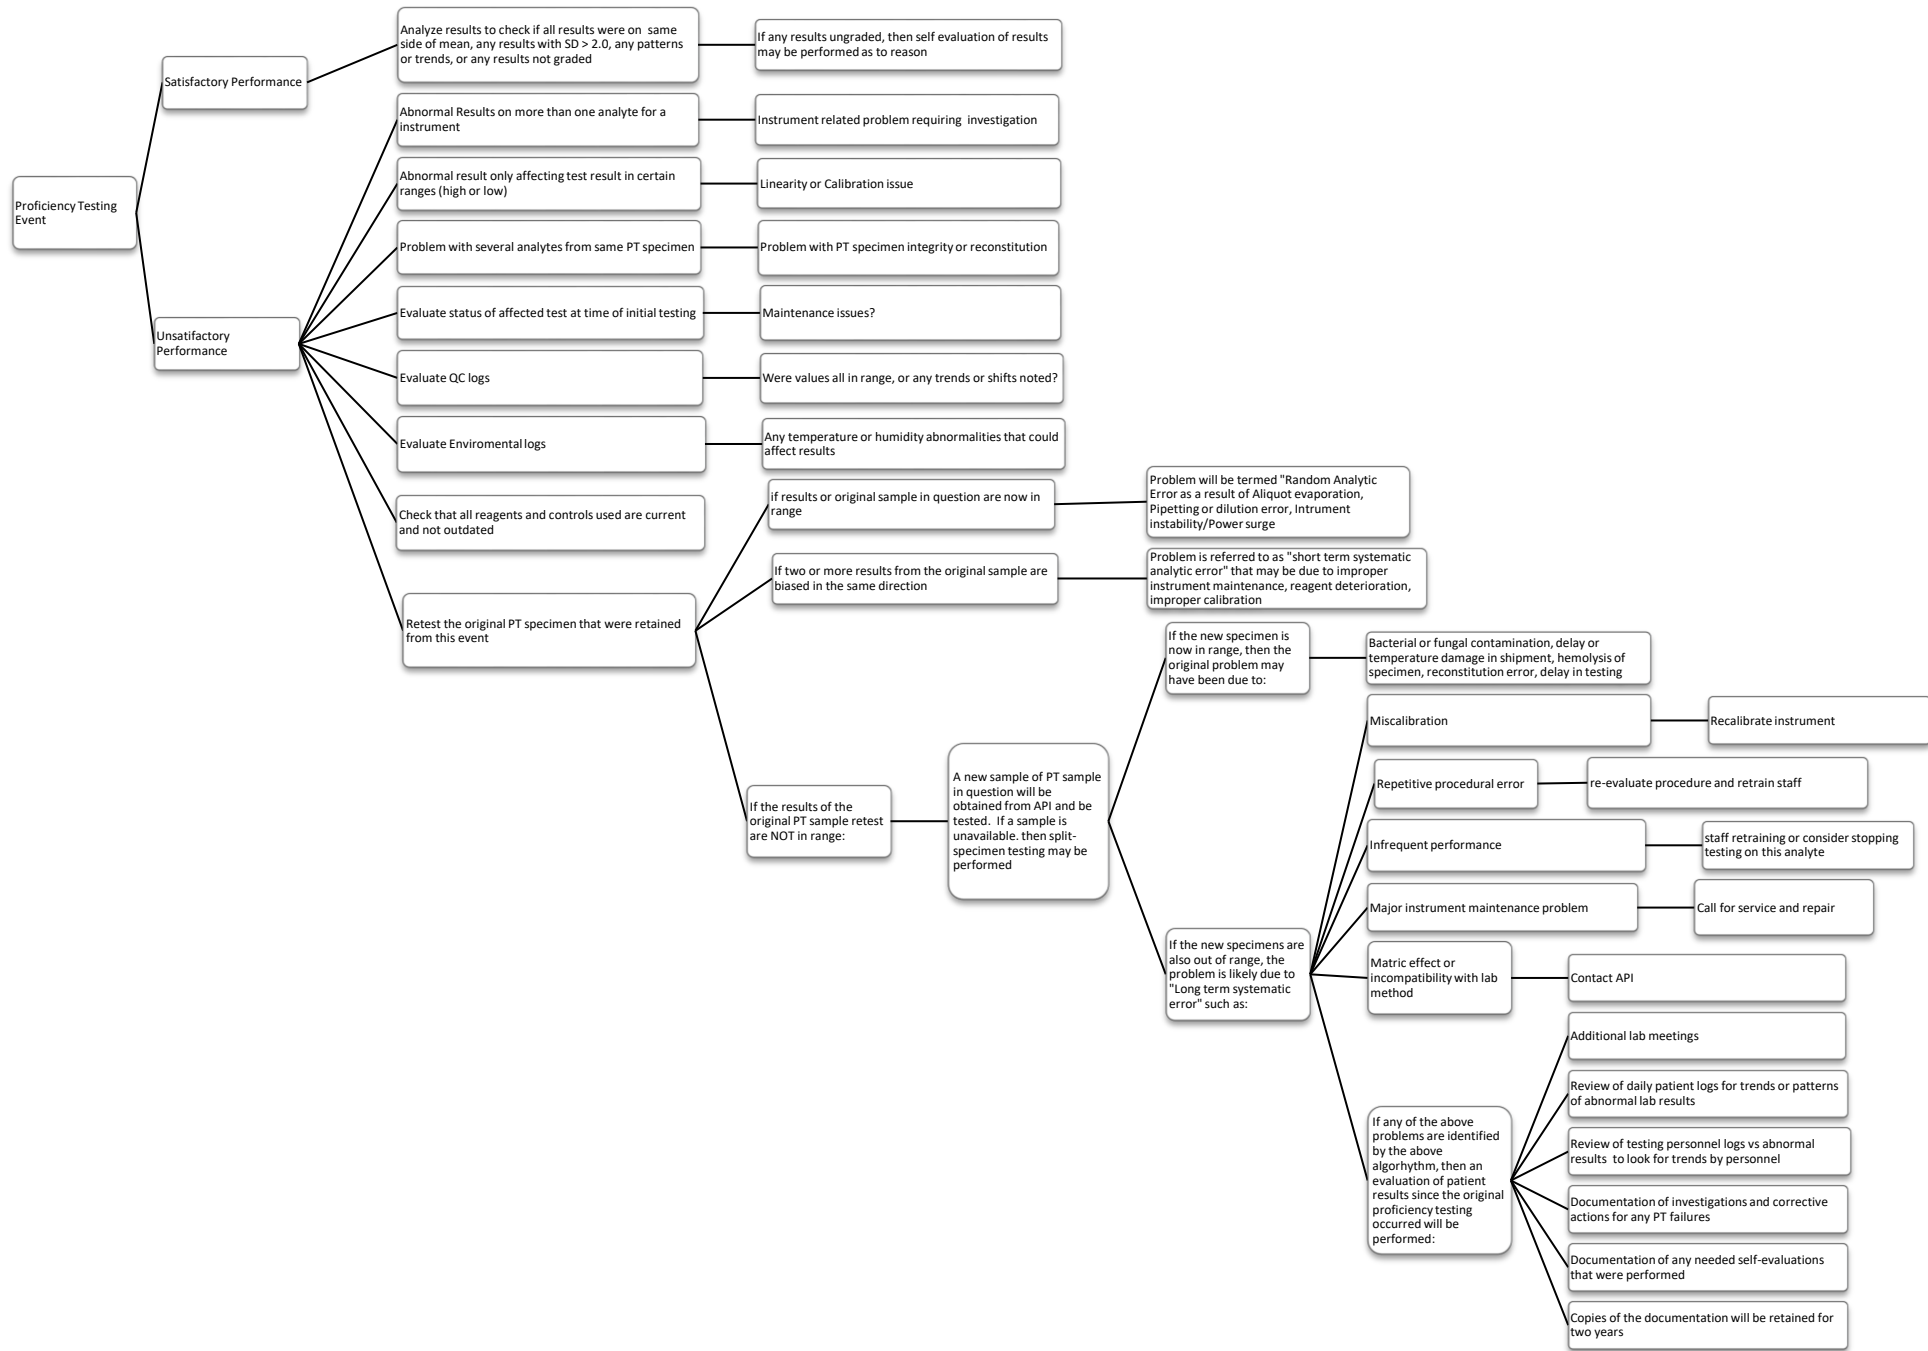 Proficiency Testing
Event
Satisfactory Performance
Analyze results to check if all results were on same
side of mean, any results with SD > 2.0, any patterns
or trends, or any results not graded
If any results ungraded, then self evaluation of results
may be performed as to reason
Unsatifactory
Performance
Abnormal Results on more than one analyte for a
instrument
Instrument related problem requiring investigation
Abnormal result only affecting test result in certain
ranges (high or low)
Linearity or Calibration issue
Problem with several analytes from same PT specimen
Problem with PT specimen integrity or reconstitution
Evaluate status of affected test at time of initial testing
Maintenance issues?
Evaluate QC logs
Were values all in range, or any trends or shifts noted?
Evaluate Enviromental logs
Any temperature or humidity abnormalities that could
affect results
Check that all reagents and controls used are current
and not outdated
Retest the original PT specimen that were retained
from this event
if results or original sample in question are now in
range
Problem will be termed "Random Analytic
Error as a result of Aliquot evaporation,
Pipetting or dilution error, Intrument
instability/Power surge
If two or more results from the original sample are
biased in the same direction
Problem is referred to as "short term systematic
analytic error" that may be due to improper
instrument maintenance, reagent deterioration,
improper calibration
If the results of the
original PT sample retest
are NOT in range:
A new sample of PT sample
in question will be
obtained from API and be
tested. If a sample is
unavailable. then split-
specimen testing may be
performed
If the new specimen is
now in range, then the
original problem may
have been due to:
Bacterial or fungal contamination, delay or
temperature damage in shipment, hemolysis of
specimen, reconstitution error, delay in testing
If the new specimens are
also out of range, the
problem is likely due to
"Long term systematic
error" such as:
Miscalibration
Recalibrate instrument
Repetitive procedural error
re-evaluate procedure and retrain staff
Infrequent performance
staff retraining or consider stopping
testing on this analyte
Major instrument maintenance problem
Call for service and repair
Matric effect or
incompatibility with lab
method
Contact API
If any of the above
problems are identified
by the above
algorhythm, then an
evaluation of patient
results since the original
proficiency testing
occurred will be
performed:
Additional lab meetings
Review of daily patient logs for trends or patterns
of abnormal lab results
Review of testing personnel logs vs abnormal
results to look for trends by personnel
Documentation of investigations and corrective
actions for any PT failures
Documentation of any needed self-evaluations
that were performed
Copies of the documentation will be retained for
two years